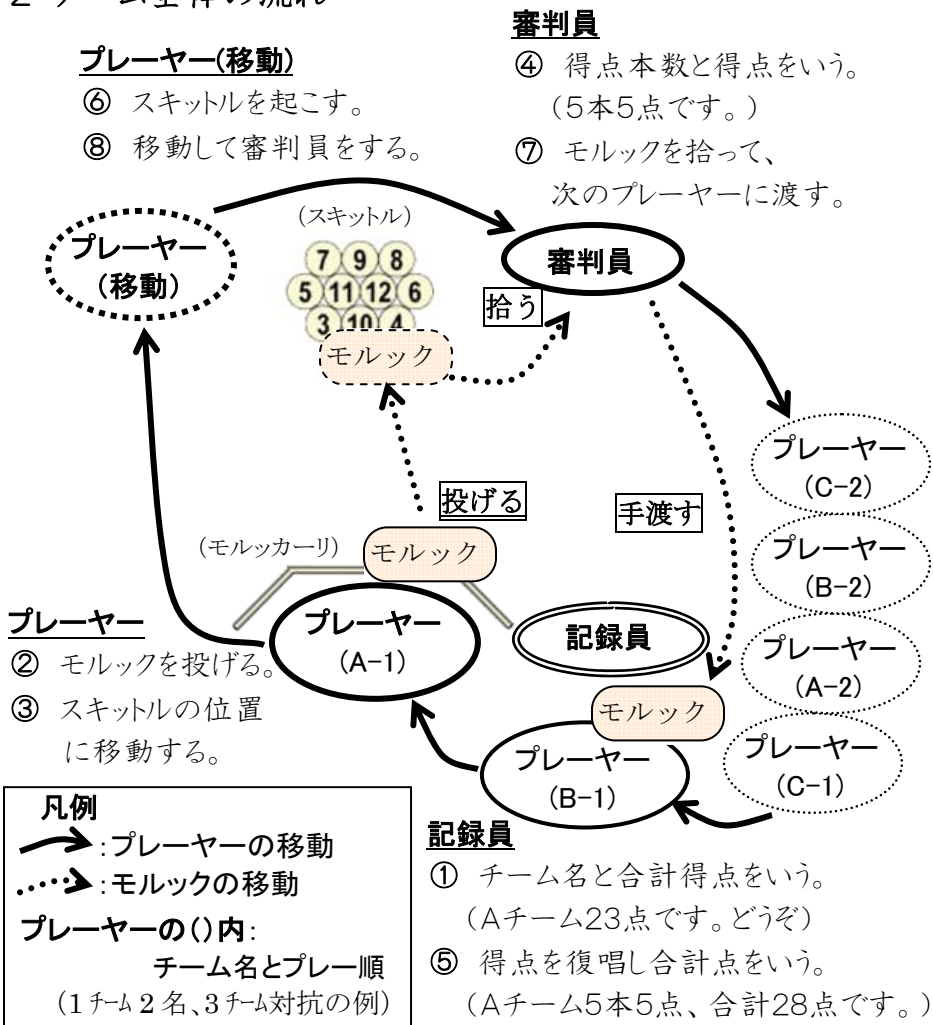 審判員
④ 得点本数と得点をいう。
(5本5点です。)
⑦ モルックを拾って、
次のプレーヤーに渡す。
プレーヤー(移動)
⑥ スキットルを起こす。
⑧ 移動して審判員をする。
(スキットル)
プレーヤー
(移動)
7 9 8
5 11 12 6
3 10 4
審判員
拾う
モルック
投げる
手渡す
プレーヤー
(C-2)
プレーヤー
(B-2)
プレーヤー
(A-2)
プレーヤー
(C-1)
(モルッカーリ)
モルック
プレーヤー
(A-1)
記録員
モルック
プレーヤー
(B-1)
プレーヤー
② モルックを投げる。
③ スキットルの位置
に移動する。
凡例
:プレーヤーの移動
:モルックの移動
プレーヤーの()内:
チーム名とプレー順
(1チーム2名、3チーム対抗の例)
記録員
① チーム名と合計得点をいう。
(Aチーム23点です。どうぞ)
⑤ 得点を復唱し合計点をいう。
(Aチーム5本5点、合計28点です。)